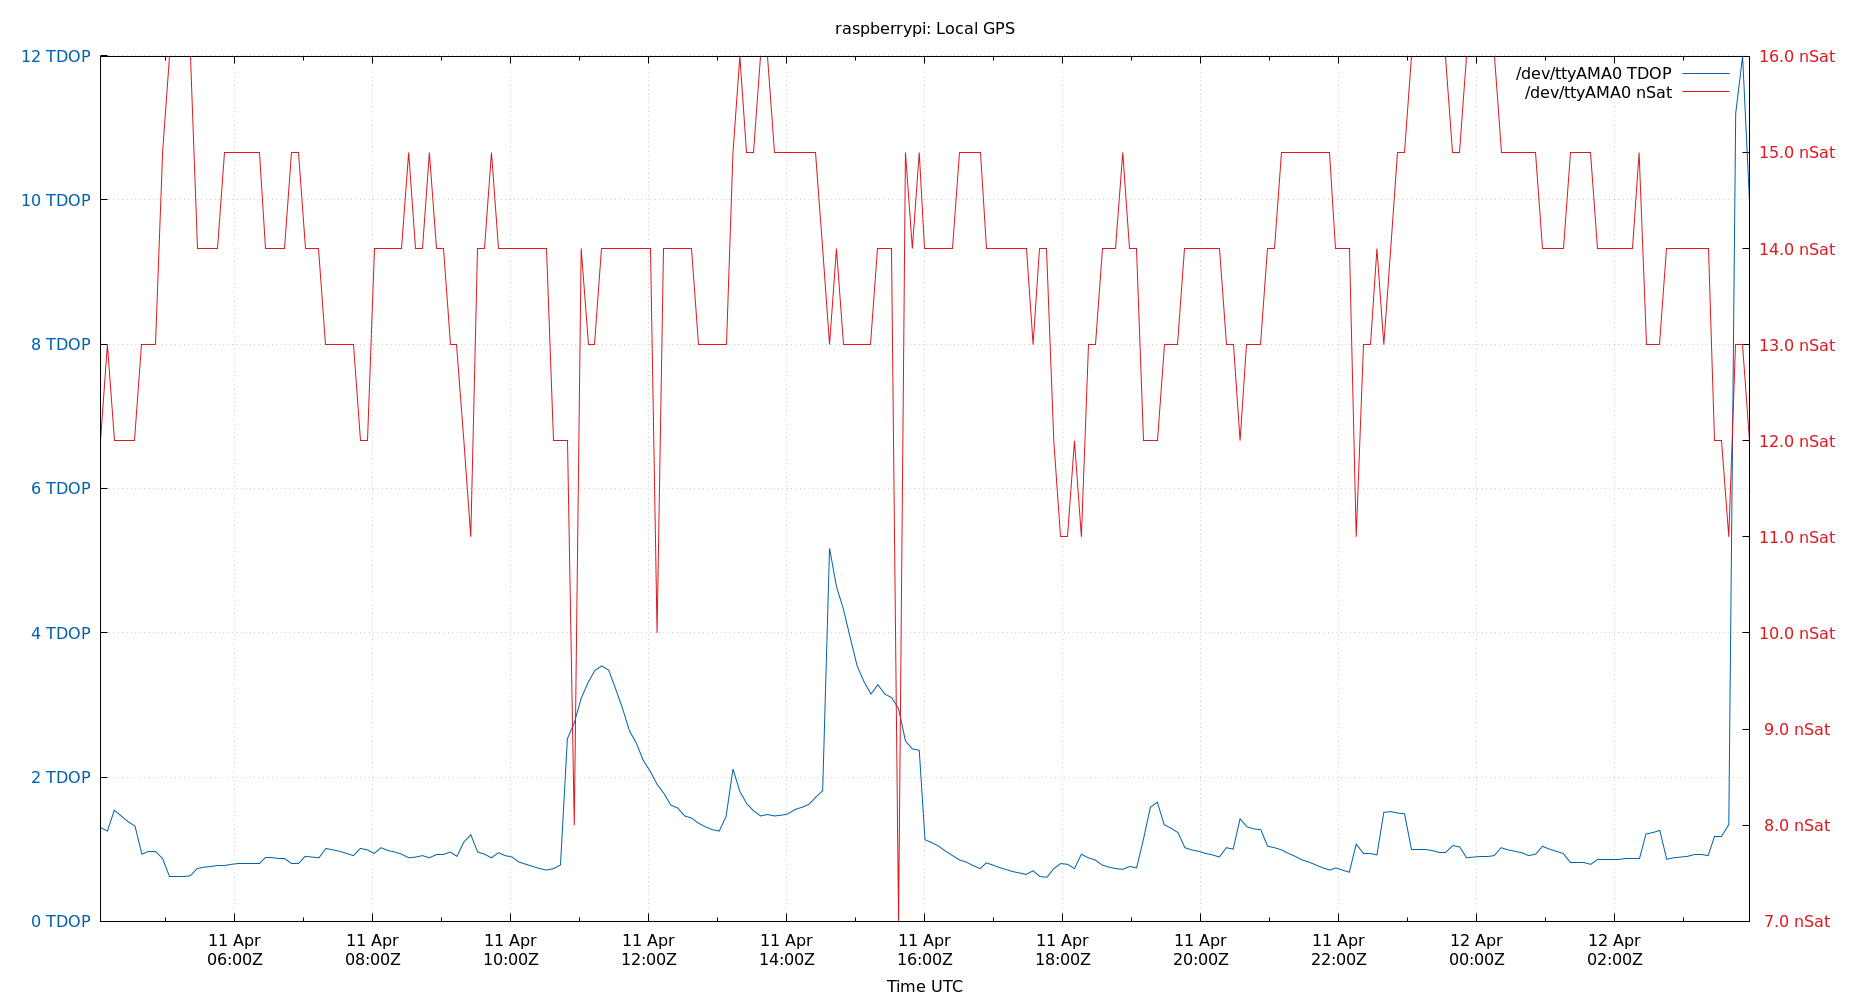 raspberrypi: Local GPS
12 TDOP
10 TDOP
8 TDOP
6 TDOP
4 TDOP
2 TDOP
0 TDOP
/dev/ttyAMA0 TDOP
/dev/ttyAMA0 nSat
16.0 nSat
15.0 nSat
14.0 nSat
13.0 nSat
12.0 nSat
11.0 nSat
10.0 nSat
9.0 nSat
8.0 nSat
7.0 nSat
11 Apr
06:00Z
11 Apr
08:00Z
11 Apr
10:00Z
11 Apr
12:00Z
11 Apr
14:00Z
11 Apr
16:00Z
11 Apr
18:00Z
11 Apr
20:00Z
11 Apr
22:00Z
12 Apr
00:00Z
12 Apr
02:00Z
Time UTC